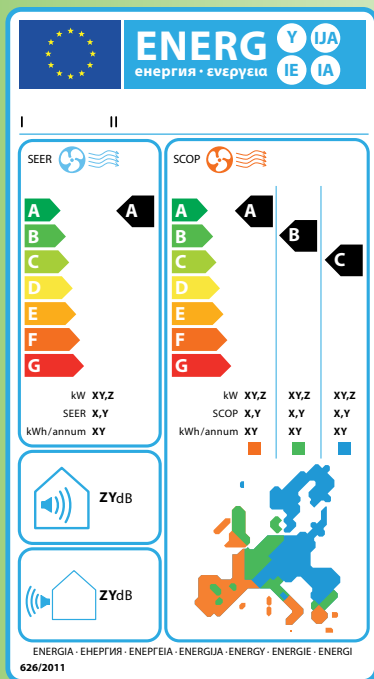 ENERG
енергия · ενεργεια
Y IJA
IE IA
I II
SEER
A
B
C
D
E
F
G
A
kW XY,Z
SEER X,Y
kWh/annum XY
SCOP
A
B
C
D
E
F
G
A
B
C
kW XY,Z XY,Z XY,Z
SCOP X,Y X,Y X,Y
kWh/annum XY XY XY
ZYdB
ZYdB
ENERGIA · ЕНЕРГИЯ · ΕΝΕΡΓΕΙΑ · ENERGIJA · ENERGY · ENERGIE · ENERGI
626/2011